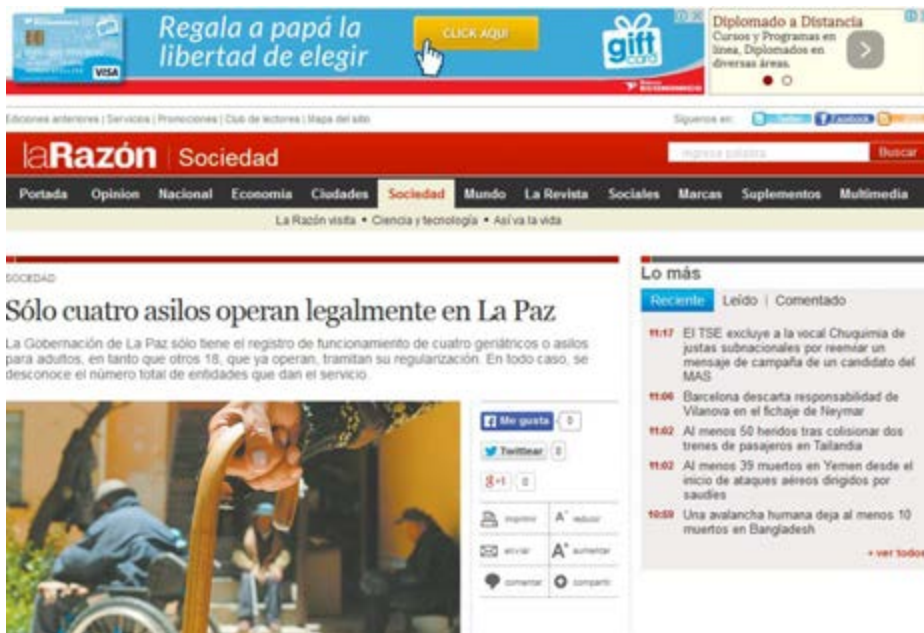 Regala a papá la
libertad de elegir
CLICK AQUI
gift
card
VISA
Diplomado a Distancia
Cursos y Programas en
línea, Diplomados en
diversas áreas.
Ediciones anteriores | Servicios | Promociones | Club de lectores | Mapa del sitio
Síguenos en:
Twitter
Facebook
laRazón | Sociedad
Buscar
Portada Opinion Nacional Economía Ciudades Sociedad Mundo La Revista Sociales Marcas Suplementos Multimedia
La Razón visita • Ciencia y tecnología • Así va la vida
SOCIEDAD
Sólo cuatro asilos operan legalmente en La Paz
La Gobernación de La Paz sólo tiene el registro de funcionamiento de cuatro geriátricos o asilos
para adultos, en tanto que otros 18, que ya operan, tramitan su regularización. En todo caso, se
desconoce el número total de entidades que dan el servicio.
Me gusta 0
Twittear 0
g+1 0
imprimir A- reducir
enviar A+ aumentar
comentar compartir
Lo más
Reciente Leído | Comentado
11:17 El TSE excluye a la vocal Chuquimia de
justas subnacionales por reenviar un
mensaje de campaña de un candidato del
MAS
11:06 Barcelona descarta responsabilidad de
Vilanova en el fichaje de Neymar
11:02 Al menos 50 heridos tras colisionar dos
trenes de pasajeros en Tailandia
11:02 Al menos 39 muertos en Yemen desde el
inicio de ataques aéreos dirigidos por
saudíes
10:59 Una avalancha humana deja al menos 10
muertos en Bangladesh
+ ver todos